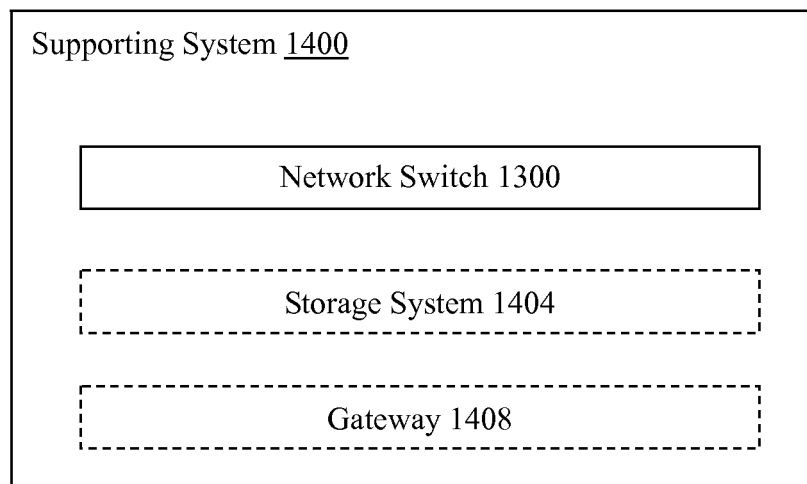 Supporting System 1400
Network Switch 1300
Storage System 1404
Gateway 1408